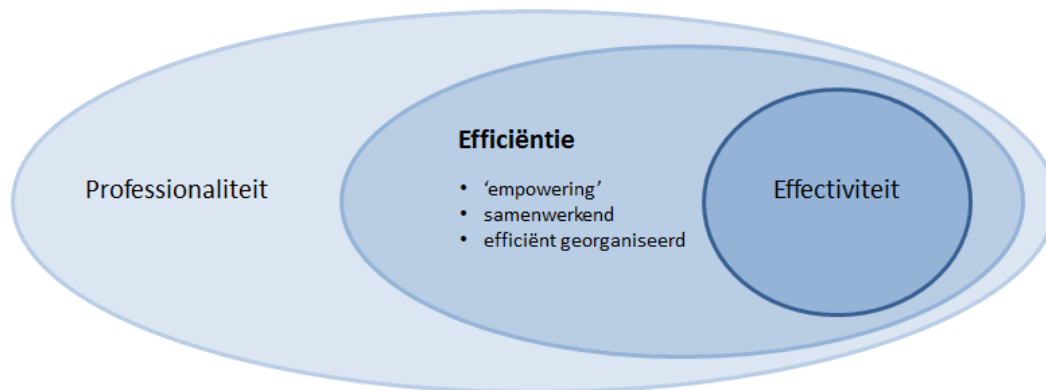 Professionaliteit
Efficiëntie
• ‘empowering’
• samenwerkend
• efficiënt georganiseerd
Effectiviteit